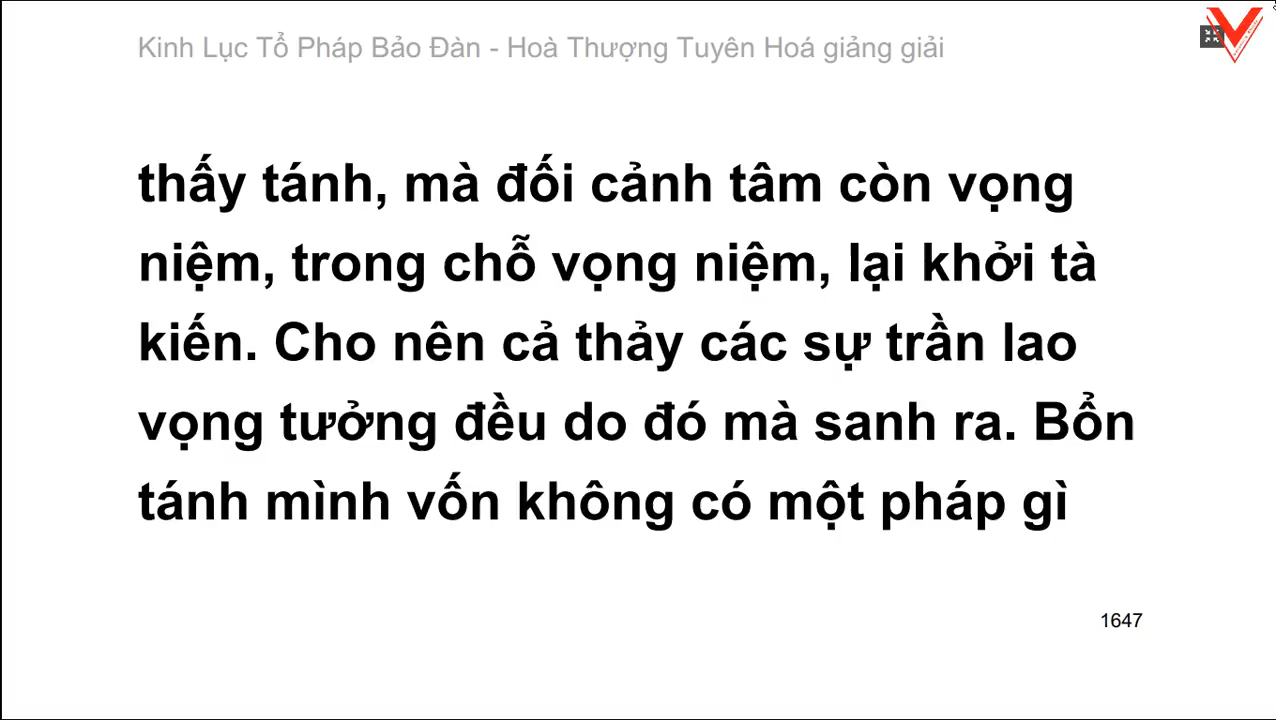 Kinh Lục Tổ Pháp Bảo Đàn - Hoà Thượng Tuyên Hoá giảng giải
thấy tánh, mà đối cảnh tâm còn vọng
niệm, trong chỗ vọng niệm, lại khởi tà
kiến. Cho nên cả thảy các sự trần lao
vọng tưởng đều do đó mà sanh ra. Bổn
tánh mình vốn không có một pháp gì
1647